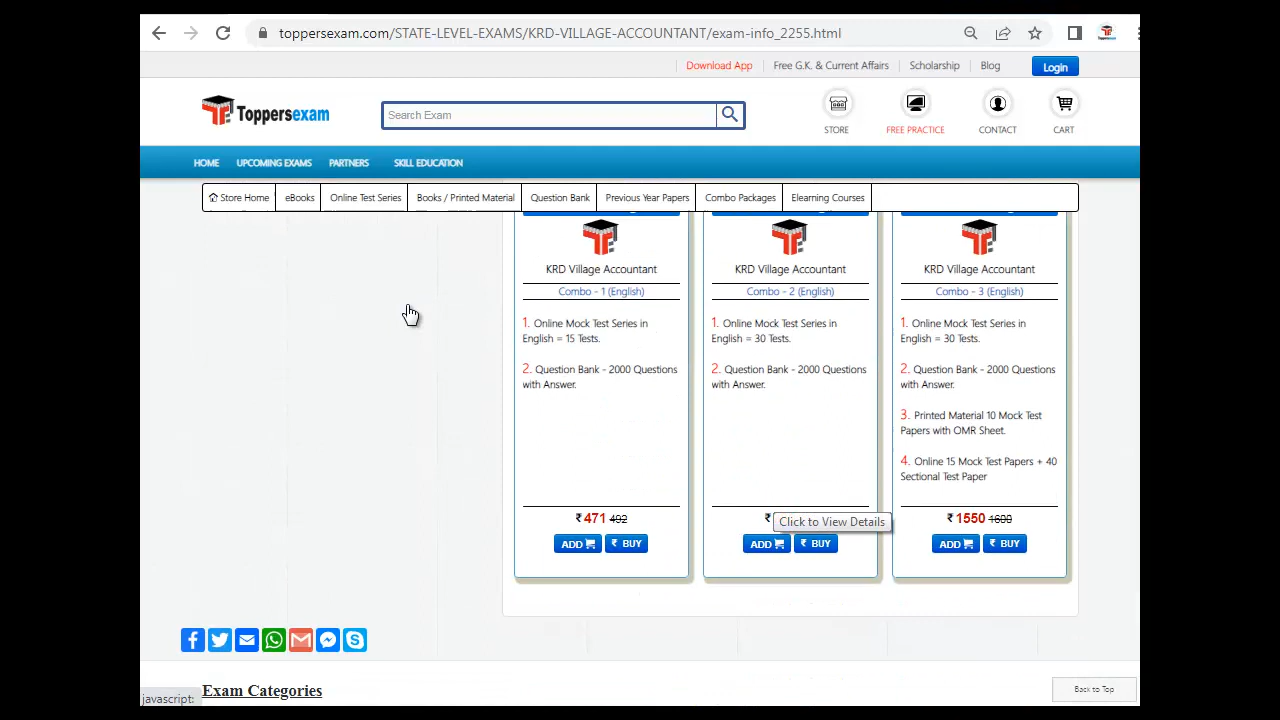 toppersexam.com/STATE-LEVEL-EXAMS/KRD-VILLAGE-ACCOUNTANT/exam-info_2255.html
Download App Free G.K. & Current Affairs Scholarship Blog Login
Toppersexam
Search Exam
STORE FREE PRACTICE CONTACT CART
HOME UPCOMING EXAMS PARTNERS SKILL EDUCATION
Store Home eBooks Online Test Series Books / Printed Material Question Bank Previous Year Papers Combo Packages Elearning Courses
KRD Village Accountant
Combo - 1 (English)
1. Online Mock Test Series in
English = 15 Tests.
2. Question Bank - 2000 Questions
with Answer.
₹ 471 492
ADD ₹ BUY
KRD Village Accountant
Combo - 2 (English)
1. Online Mock Test Series in
English = 30 Tests.
2. Question Bank - 2000 Questions
with Answer.
₹
Click to View Details
ADD ₹ BUY
KRD Village Accountant
Combo - 3 (English)
1. Online Mock Test Series in
English = 30 Tests.
2. Question Bank - 2000 Questions
with Answer.
3. Printed Material 10 Mock Test
Papers with OMR Sheet.
4. Online 15 Mock Test Papers + 40
Sectional Test Paper
₹ 1550 1600
ADD ₹ BUY
Exam Categories
Back to Top
javascript: